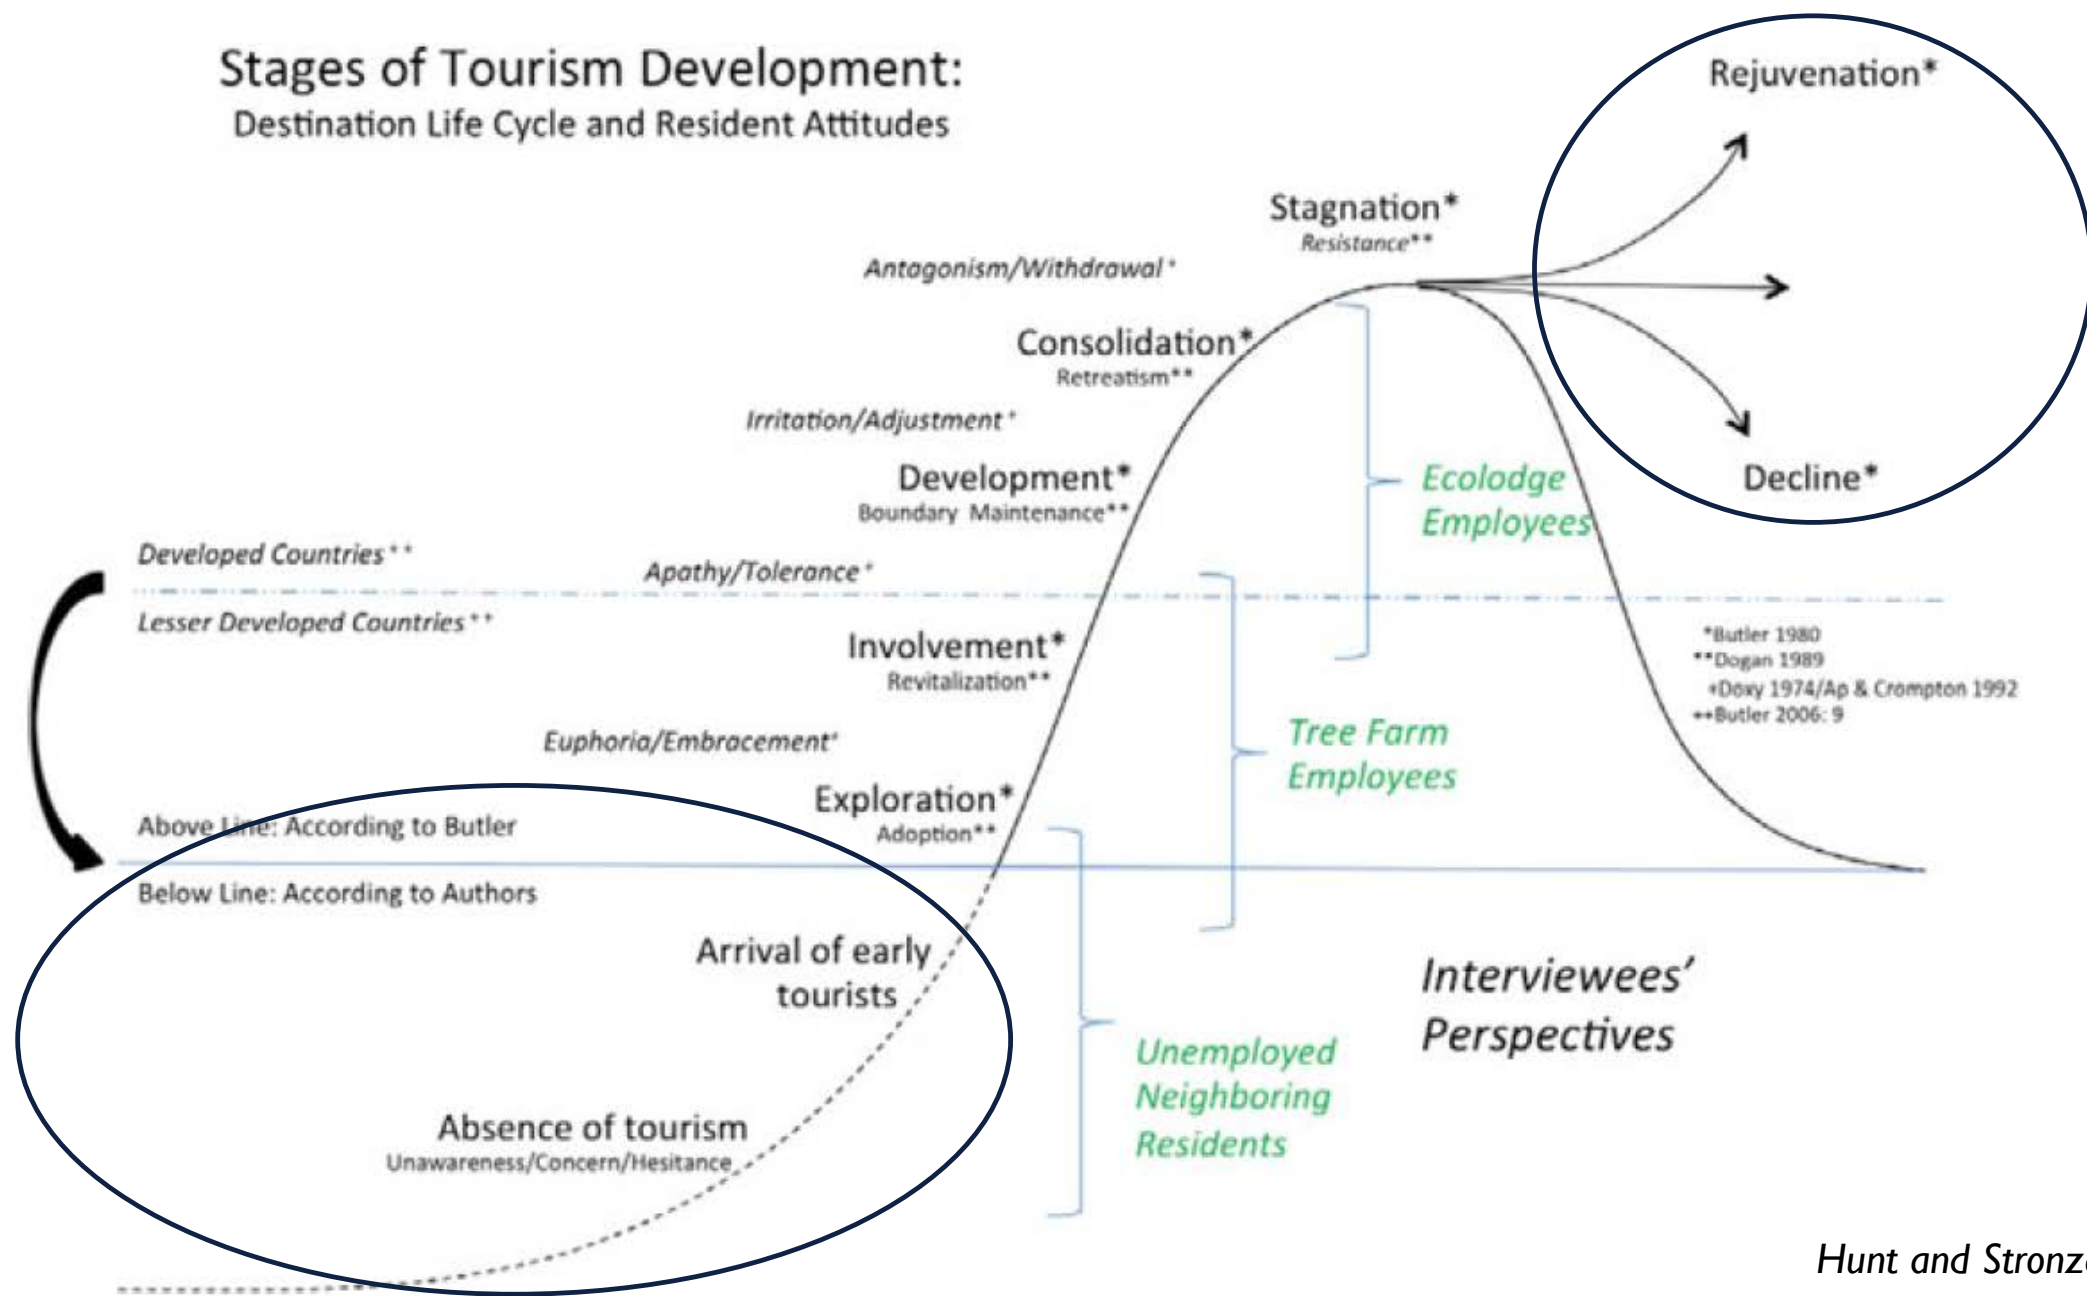 Stages of Tourism Development:
Destination Life Cycle and Resident Attitudes
Rejuvenation*
Stagnation*
Resistance**
Antagonism/Withdrawal+
Consolidation*
Retreatism**
Irritation/Adjustment+
Development*
Boundary Maintenance**
Ecolodge
Employees
Decline*
Developed Countries++
Apathy/Tolerance+
Lesser Developed Countries++
Involvement*
Revitalization**
*Butler 1980
**Dogan 1989
+Doxy 1974/Ap & Crompton 1992
++Butler 2006: 9
Euphoria/Embracement+
Tree Farm
Employees
Exploration*
Adoption**
Above Line: According to Butler
Below Line: According to Authors
Arrival of early
tourists
Interviewees’
Perspectives
Unemployed
Neighboring
Residents
Absence of tourism
Unawareness/Concern/Hesitance
Hunt and